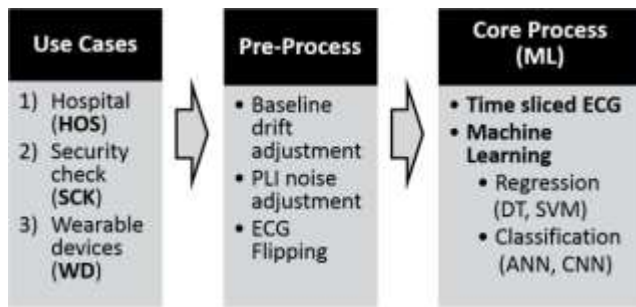 Use Cases
1) Hospital
(HOS)
2) Security
check
(SCK)
3) Wearable
devices
(WD)
Pre-Process
• Baseline
drift
adjustment
• PLI noise
adjustment
• ECG
Flipping
Core Process
(ML)
• Time sliced ECG
• Machine
Learning
• Regression
(DT, SVM)
• Classification
(ANN, CNN)